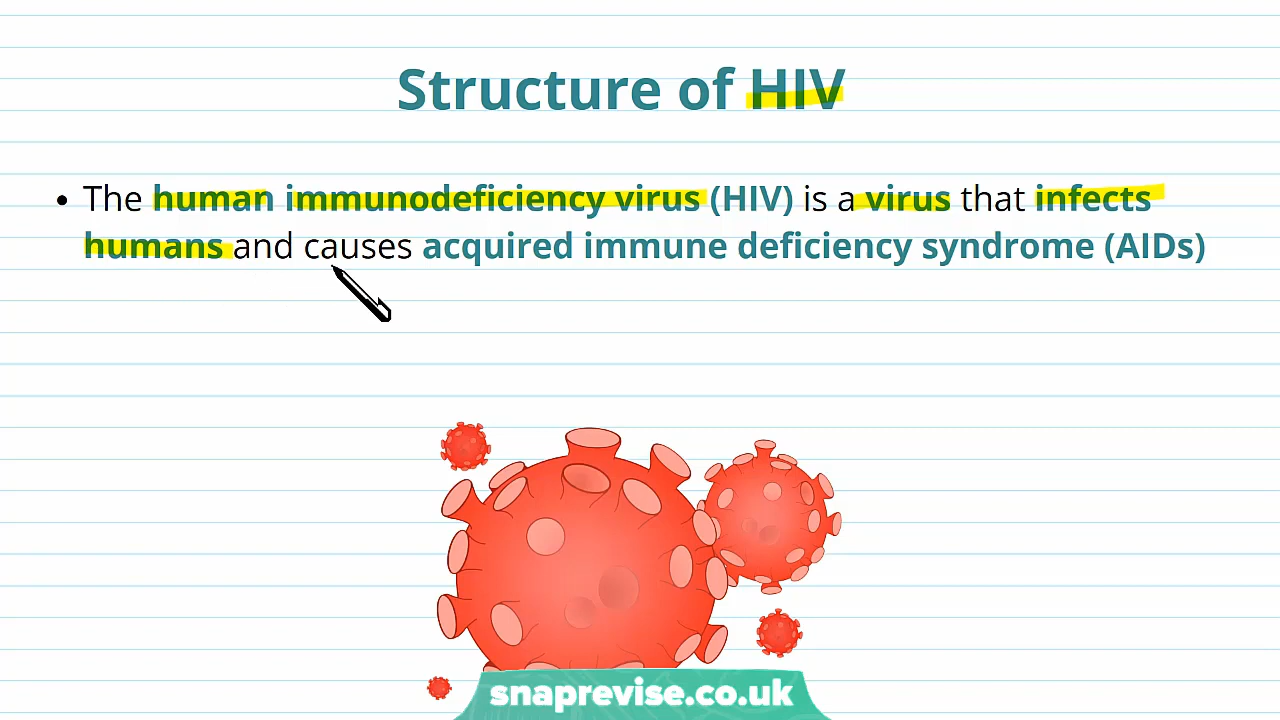 Structure of HIV
• The human immunodeficiency virus (HIV) is a virus that infects
humans and causes acquired immune deficiency syndrome (AIDs)
snaprevise.co.uk